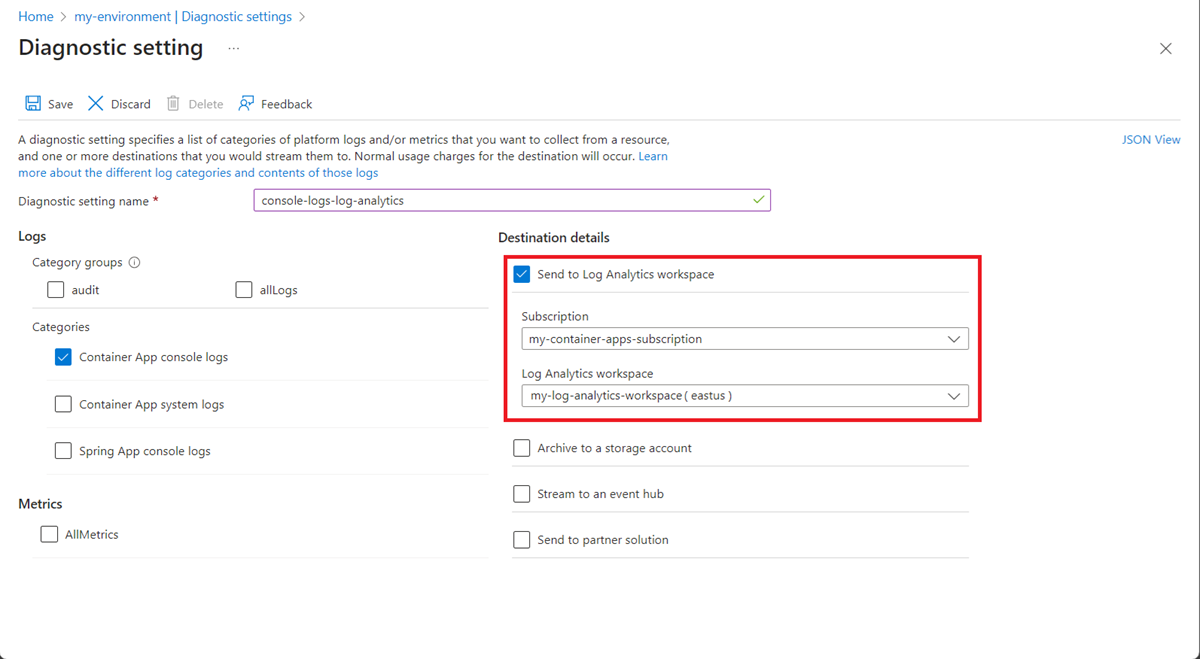 Home > my-environment | Diagnostic settings >
Diagnostic setting ...
Save Discard Delete Feedback
A diagnostic setting specifies a list of categories of platform logs and/or metrics that you want to collect from a resource,
and one or more destinations that you would stream them to. Normal usage charges for the destination will occur. Learn
more about the different log categories and contents of those logs
JSON View
Diagnostic setting name *
console-logs-log-analytics
Logs
Category groups
audit
allLogs
Categories
Container App console logs
Container App system logs
Spring App console logs
Metrics
AllMetrics
Destination details
Send to Log Analytics workspace
Subscription
my-container-apps-subscription
Log Analytics workspace
my-log-analytics-workspace ( eastus )
Archive to a storage account
Stream to an event hub
Send to partner solution